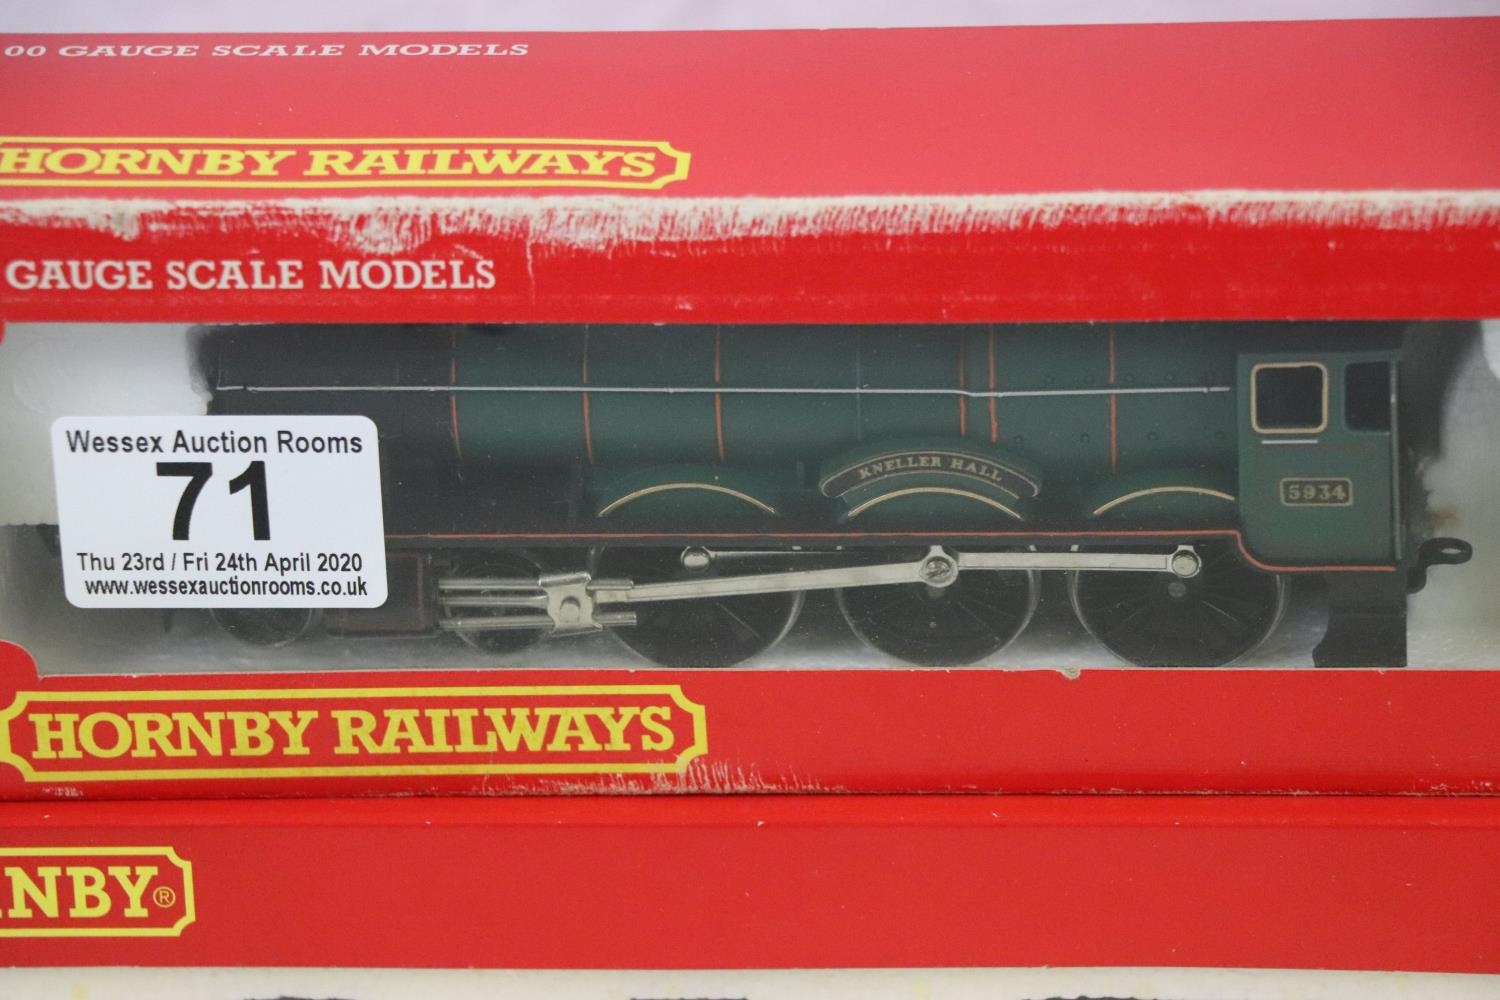 00 GAUGE SCALE MODELS
HORNBY RAILWAYS
GAUGE SCALE MODELS
Wessex Auction Rooms
71
Thu 23rd / Fri 24th April 2020
www.wessexauctionrooms.co.uk
KNELLER HALL
5934
HORNBY RAILWAYS
NBY®